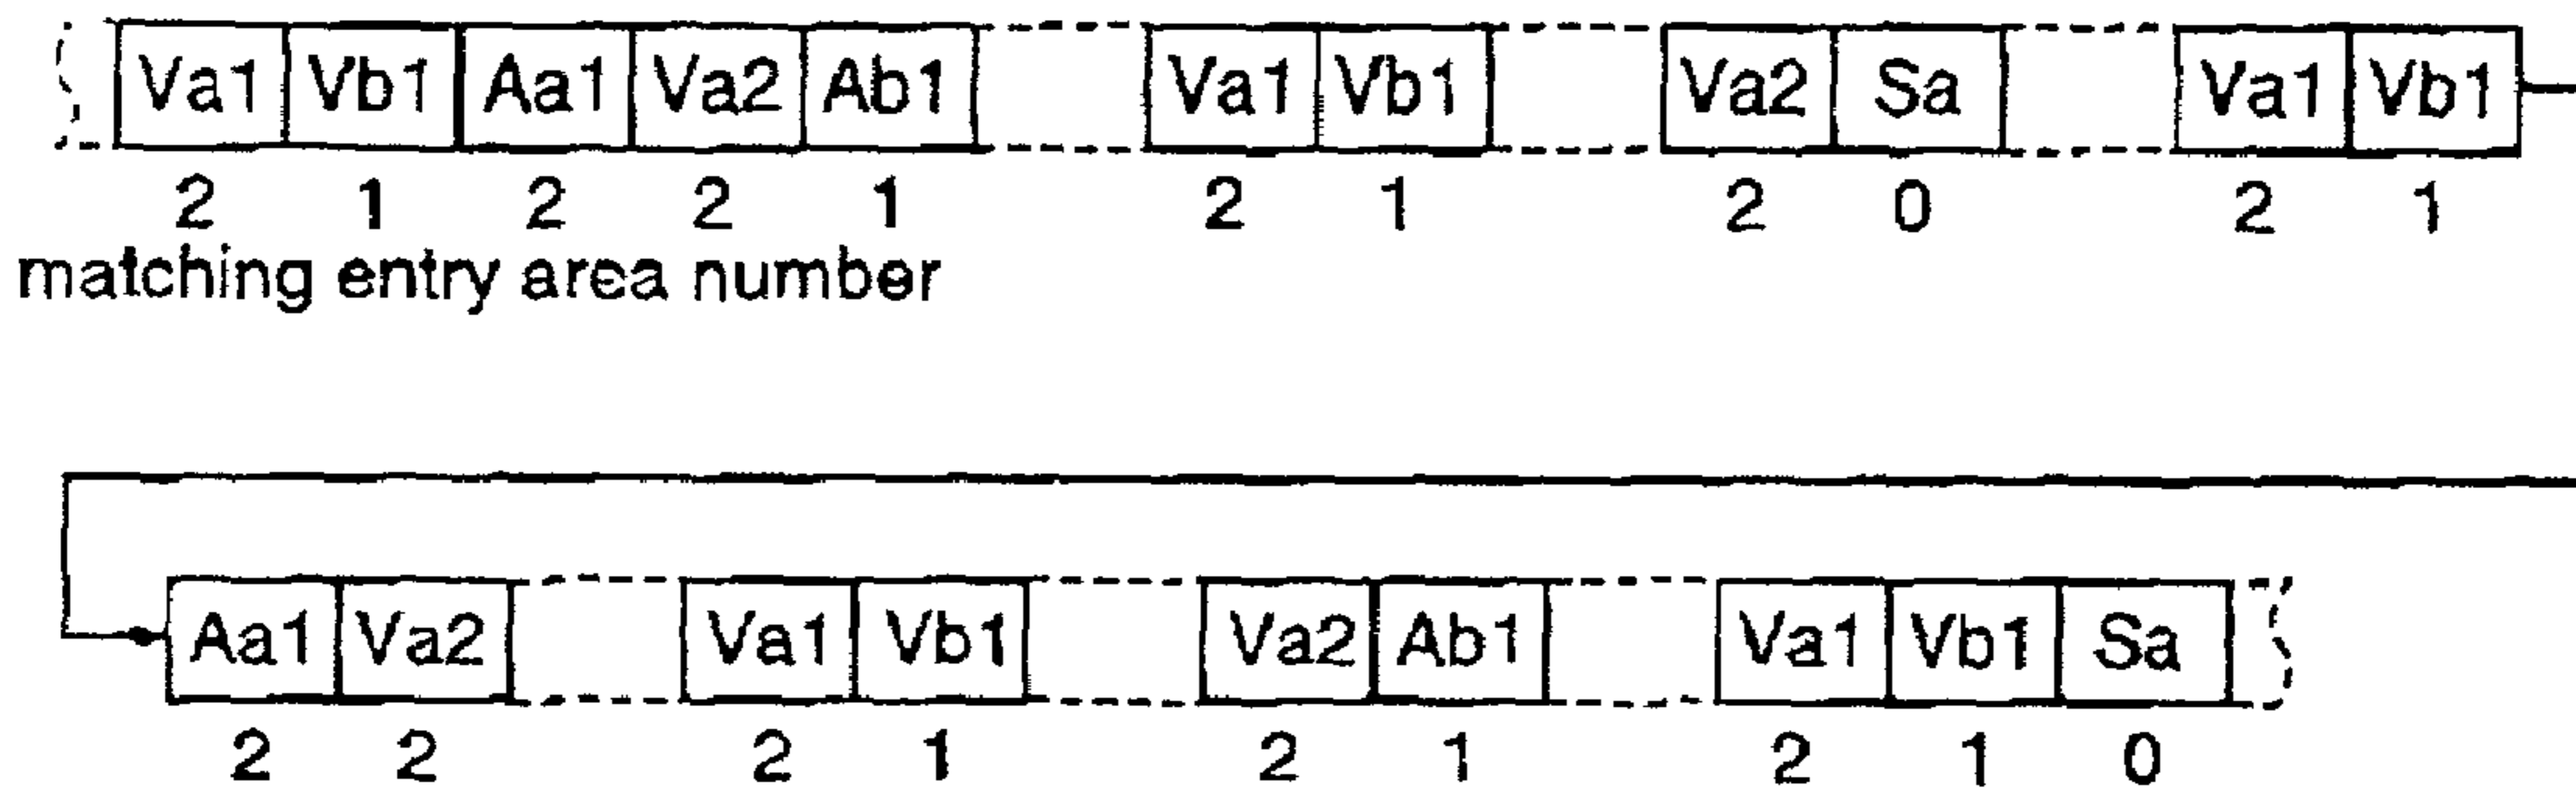 Va1 Vb1 Aa1 Va2 Ab1 Va1 Vb1 Va2 Sa Va1 Vb1
2 1 2 2 1 2 1 2 0 2 1
matching entry area number
Aa1 Va2 Va1 Vb1 Va2 Ab1 Va1 Vb1 Sa
2 2 2 1 2 1 2 1 0